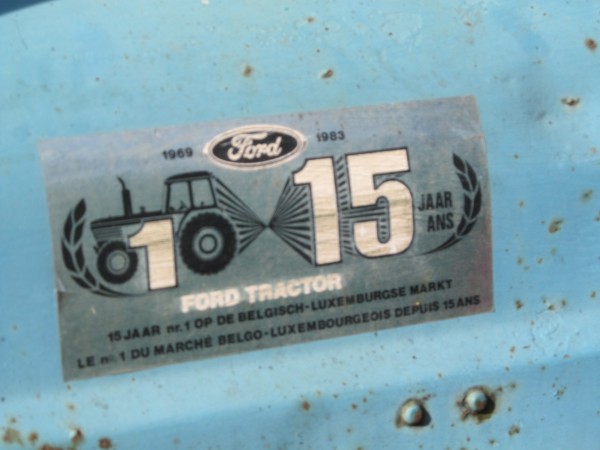 1969 Ford 1983
1 15 JAAR
ANS
FORD TRACTOR
15 JAAR nr. 1 OP DE BELGISCH-LUXEMBURGSE MARKT
LE no. 1 DU MARCHÉ BELGO-LUXEMBOURGEOIS DEPUIS 15 ANS